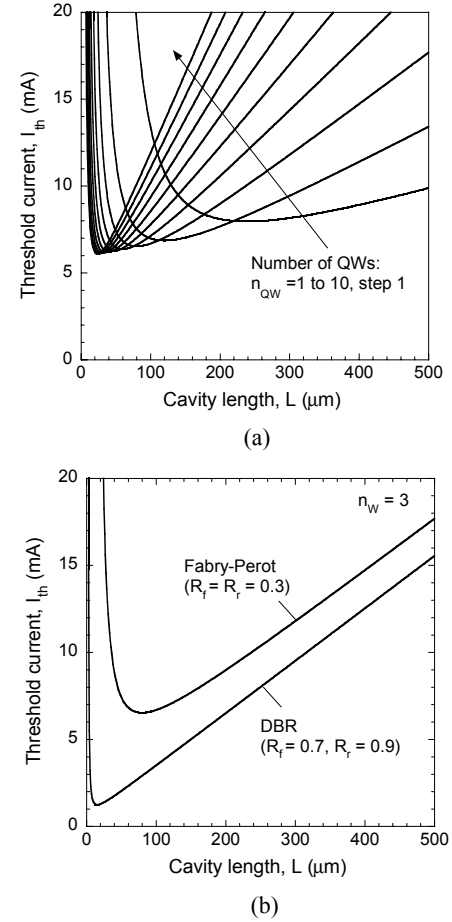 20
15
10
5
0
Threshold current, I_th (mA)
Number of QWs:
n_QW =1 to 10, step 1
0 100 200 300 400 500
Cavity length, L (μm)
(a)
20
15
10
5
0
Threshold current, I_th (mA)
n_W = 3
Fabry-Perot
(R_f = R_r = 0.3)
DBR
(R_f = 0.7, R_r = 0.9)
0 100 200 300 400 500
Cavity length, L (μm)
(b)